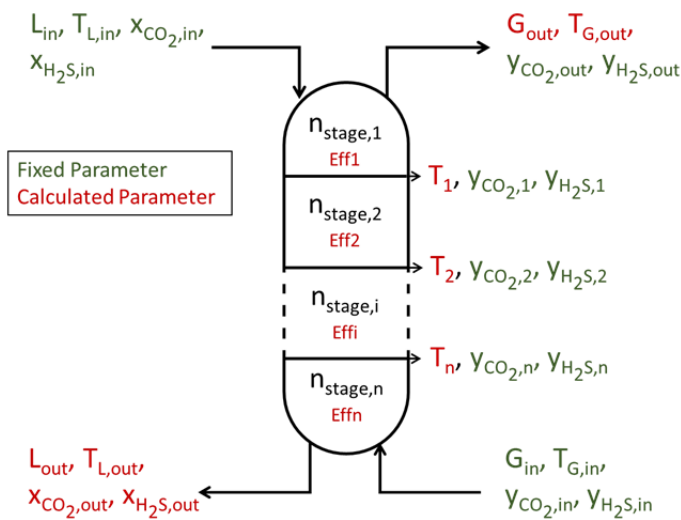 L_in, T_L,in, x_CO₂,in,
x_H₂S,in
G_out, T_G,out,
y_CO₂,out, y_H₂S,out
n_stage,1
Eff1
Fixed Parameter
Calculated Parameter
T_1, y_CO₂,1, y_H₂S,1
n_stage,2
Eff2
T_2, y_CO₂,2, y_H₂S,2
n_stage,i
Effi
T_n, y_CO₂,n, y_H₂S,n
n_stage,n
Effn
L_out, T_L,out,
x_CO₂,out, x_H₂S,out
G_in, T_G,in,
y_CO₂,in, y_H₂S,in